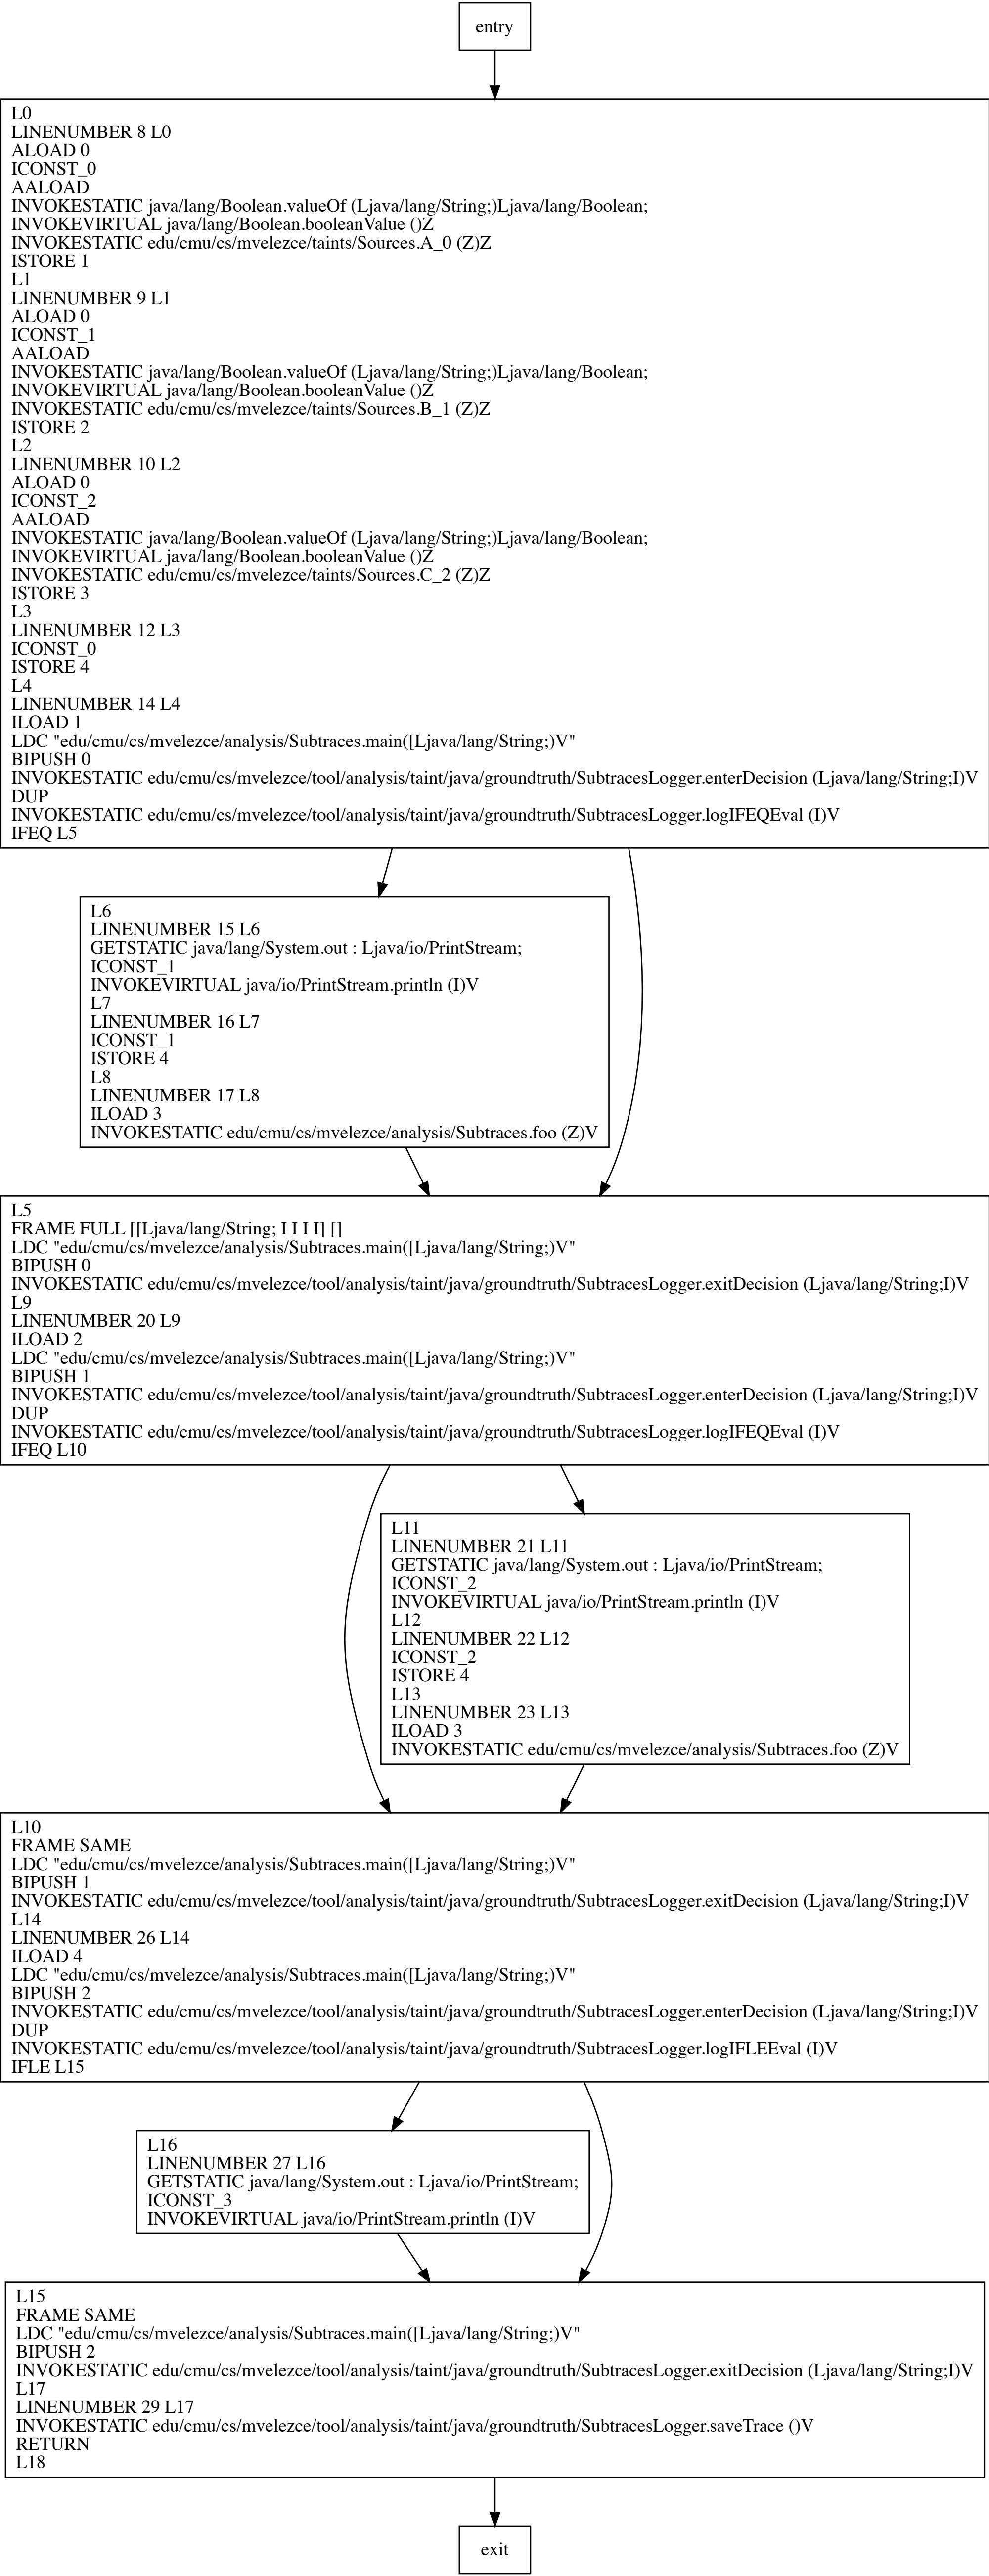 entry
L0
LINENUMBER 8 L0
ALOAD 0
ICONST_0
AALOAD
INVOKESTATIC java/lang/Boolean.valueOf (Ljava/lang/String;)Ljava/lang/Boolean;
INVOKEVIRTUAL java/lang/Boolean.booleanValue ()Z
INVOKESTATIC edu/cmu/cs/mvelezce/taints/Sources.A_0 (Z)Z
ISTORE 1
L1
LINENUMBER 9 L1
ALOAD 0
ICONST_1
AALOAD
INVOKESTATIC java/lang/Boolean.valueOf (Ljava/lang/String;)Ljava/lang/Boolean;
INVOKEVIRTUAL java/lang/Boolean.booleanValue ()Z
INVOKESTATIC edu/cmu/cs/mvelezce/taints/Sources.B_1 (Z)Z
ISTORE 2
L2
LINENUMBER 10 L2
ALOAD 0
ICONST_2
AALOAD
INVOKESTATIC java/lang/Boolean.valueOf (Ljava/lang/String;)Ljava/lang/Boolean;
INVOKEVIRTUAL java/lang/Boolean.booleanValue ()Z
INVOKESTATIC edu/cmu/cs/mvelezce/taints/Sources.C_2 (Z)Z
ISTORE 3
L3
LINENUMBER 12 L3
ICONST_0
ISTORE 4
L4
LINENUMBER 14 L4
ILOAD 1
LDC "edu/cmu/cs/mvelezce/analysis/Subtraces.main([Ljava/lang/String;)V"
BIPUSH 0
INVOKESTATIC edu/cmu/cs/mvelezce/tool/analysis/taint/java/groundtruth/SubtracesLogger.enterDecision (Ljava/lang/String;I)V
DUP
INVOKESTATIC edu/cmu/cs/mvelezce/tool/analysis/taint/java/groundtruth/SubtracesLogger.logIFEQEval (I)V
IFEQ L5
L6
LINENUMBER 15 L6
GETSTATIC java/lang/System.out : Ljava/io/PrintStream;
ICONST_1
INVOKEVIRTUAL java/io/PrintStream.println (I)V
L7
LINENUMBER 16 L7
ICONST_1
ISTORE 4
L8
LINENUMBER 17 L8
ILOAD 3
INVOKESTATIC edu/cmu/cs/mvelezce/analysis/Subtraces.foo (Z)V
L5
FRAME FULL [[Ljava/lang/String; I I I I] []
LDC "edu/cmu/cs/mvelezce/analysis/Subtraces.main([Ljava/lang/String;)V"
BIPUSH 0
INVOKESTATIC edu/cmu/cs/mvelezce/tool/analysis/taint/java/groundtruth/SubtracesLogger.exitDecision (Ljava/lang/String;I)V
L9
LINENUMBER 20 L9
ILOAD 2
LDC "edu/cmu/cs/mvelezce/analysis/Subtraces.main([Ljava/lang/String;)V"
BIPUSH 1
INVOKESTATIC edu/cmu/cs/mvelezce/tool/analysis/taint/java/groundtruth/SubtracesLogger.enterDecision (Ljava/lang/String;I)V
DUP
INVOKESTATIC edu/cmu/cs/mvelezce/tool/analysis/taint/java/groundtruth/SubtracesLogger.logIFEQEval (I)V
IFEQ L10
L11
LINENUMBER 21 L11
GETSTATIC java/lang/System.out : Ljava/io/PrintStream;
ICONST_2
INVOKEVIRTUAL java/io/PrintStream.println (I)V
L12
LINENUMBER 22 L12
ICONST_2
ISTORE 4
L13
LINENUMBER 23 L13
ILOAD 3
INVOKESTATIC edu/cmu/cs/mvelezce/analysis/Subtraces.foo (Z)V
L10
FRAME SAME
LDC "edu/cmu/cs/mvelezce/analysis/Subtraces.main([Ljava/lang/String;)V"
BIPUSH 1
INVOKESTATIC edu/cmu/cs/mvelezce/tool/analysis/taint/java/groundtruth/SubtracesLogger.exitDecision (Ljava/lang/String;I)V
L14
LINENUMBER 26 L14
ILOAD 4
LDC "edu/cmu/cs/mvelezce/analysis/Subtraces.main([Ljava/lang/String;)V"
BIPUSH 2
INVOKESTATIC edu/cmu/cs/mvelezce/tool/analysis/taint/java/groundtruth/SubtracesLogger.enterDecision (Ljava/lang/String;I)V
DUP
INVOKESTATIC edu/cmu/cs/mvelezce/tool/analysis/taint/java/groundtruth/SubtracesLogger.logIFLEEval (I)V
IFLE L15
L16
LINENUMBER 27 L16
GETSTATIC java/lang/System.out : Ljava/io/PrintStream;
ICONST_3
INVOKEVIRTUAL java/io/PrintStream.println (I)V
L15
FRAME SAME
LDC "edu/cmu/cs/mvelezce/analysis/Subtraces.main([Ljava/lang/String;)V"
BIPUSH 2
INVOKESTATIC edu/cmu/cs/mvelezce/tool/analysis/taint/java/groundtruth/SubtracesLogger.exitDecision (Ljava/lang/String;I)V
L17
LINENUMBER 29 L17
INVOKESTATIC edu/cmu/cs/mvelezce/tool/analysis/taint/java/groundtruth/SubtracesLogger.saveTrace ()V
RETURN
L18
exit